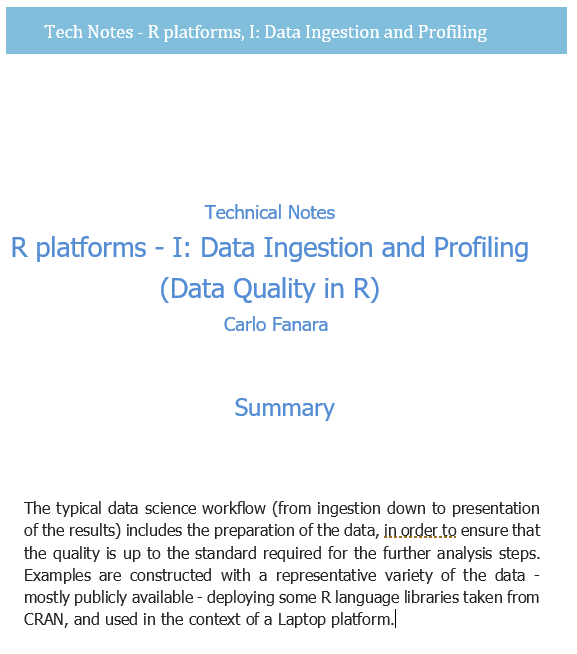 Tech Notes - R platforms, I: Data Ingestion and Profiling
Technical Notes
R platforms - I: Data Ingestion and Profiling
(Data Quality in R)
Carlo Fanara
Summary
The typical data science workflow (from ingestion down to presentation
of the results) includes the preparation of the data, in order to ensure that
the quality is up to the standard required for the further analysis steps.
Examples are constructed with a representative variety of the data -
mostly publicly available - deploying some R language libraries taken from
CRAN, and used in the context of a Laptop platform.